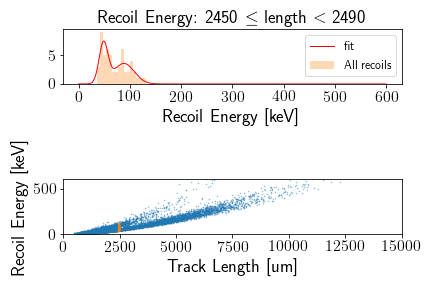 Recoil Energy: 2450 ≤ length < 2490
5
0
fit
All recoils
0 100 200 300 400 500 600
Recoil Energy [keV]
Recoil Energy [keV]
500
0
0 2500 5000 7500 10000 12500 15000
Track Length [um]